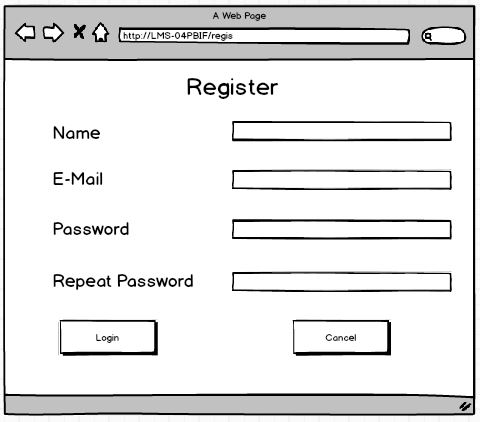 A Web Page
http://LMS-04PBIF/regis
Register
Name
E-Mail
Password
Repeat Password
Login
Cancel